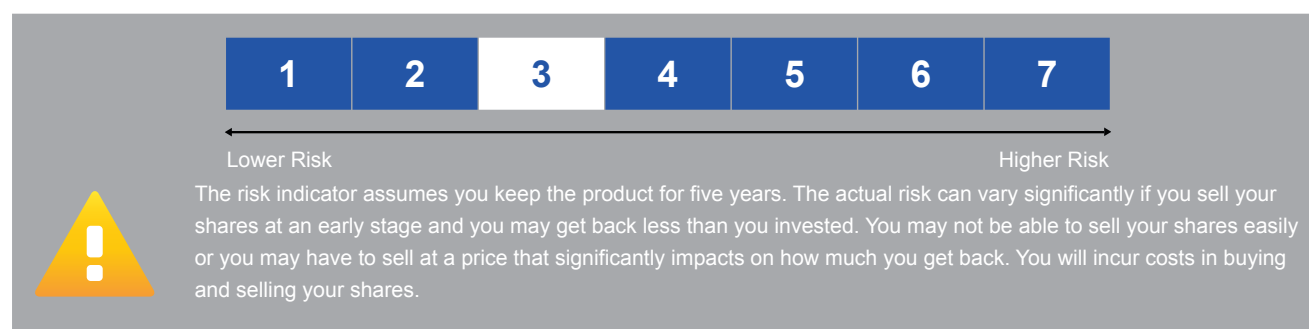 1 2 3 4 5 6 7
Lower Risk Higher Risk
The risk indicator assumes you keep the product for five years. The actual risk can vary significantly if you sell your
shares at an early stage and you may get back less than you invested. You may not be able to sell your shares easily
or you may have to sell at a price that significantly impacts on how much you get back. You will incur costs in buying
and selling your shares.